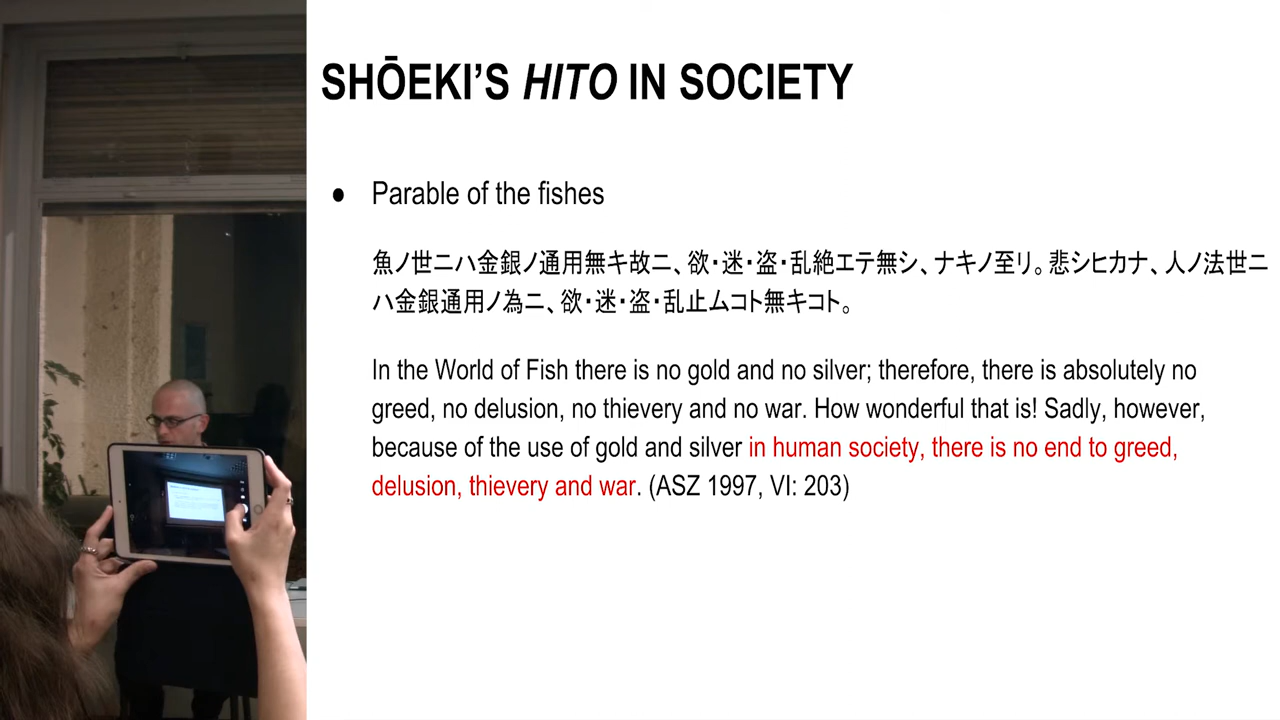 SHŌEKI’S HITO IN SOCIETY
● Parable of the fishes
魚ノ世ニハ金銀ノ通用無キ故ニ、欲・迷・盗・乱絶エテ無シ、ナキノ至リ。悲シヒカナ、人ノ法世ニ
ハ金銀通用ノ為ニ、欲・迷・盗・乱止ムコト無キコト。
In the World of Fish there is no gold and no silver; therefore, there is absolutely no
greed, no delusion, no thievery and no war. How wonderful that is! Sadly, however,
because of the use of gold and silver in human society, there is no end to greed,
delusion, thievery and war. (ASZ 1997, VI: 203)